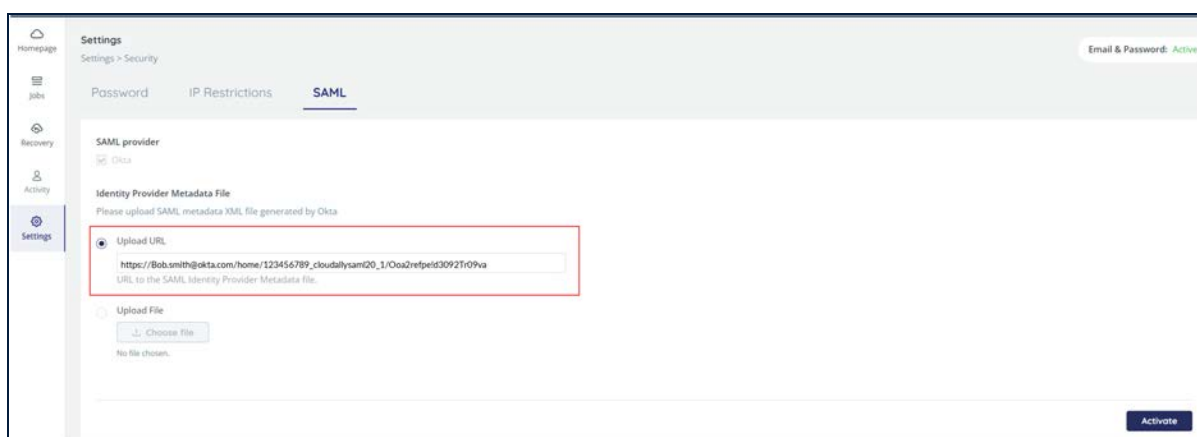 Homepage
Jobs
Recovery
Activity
Settings
Settings
Settings > Security
Email & Password: Active
Password IP Restrictions SAML
SAML provider
Okta
Identity Provider Metadata File
Please upload SAML metadata XML file generated by Okta
Upload URL
https://Bob.smith@okta.com/home/123456789_cloudallysaml20_1/Ooa2refpeld3092Tr09va
URL to the SAML Identity Provider Metadata file.
Upload File
Choose file
No file chosen.
Activate